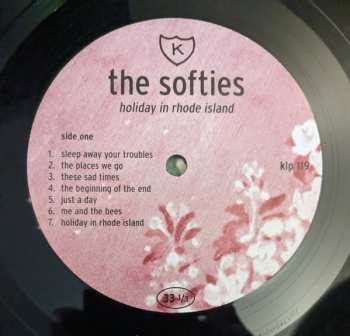 K
the softies
holiday in rhode island
side one
1. sleep away your troubles
2. the places we go
3. these sad times
4. the beginning of the end
5. just a day
6. me and the bees
7. holiday in rhode island
klp 119
33-1/3